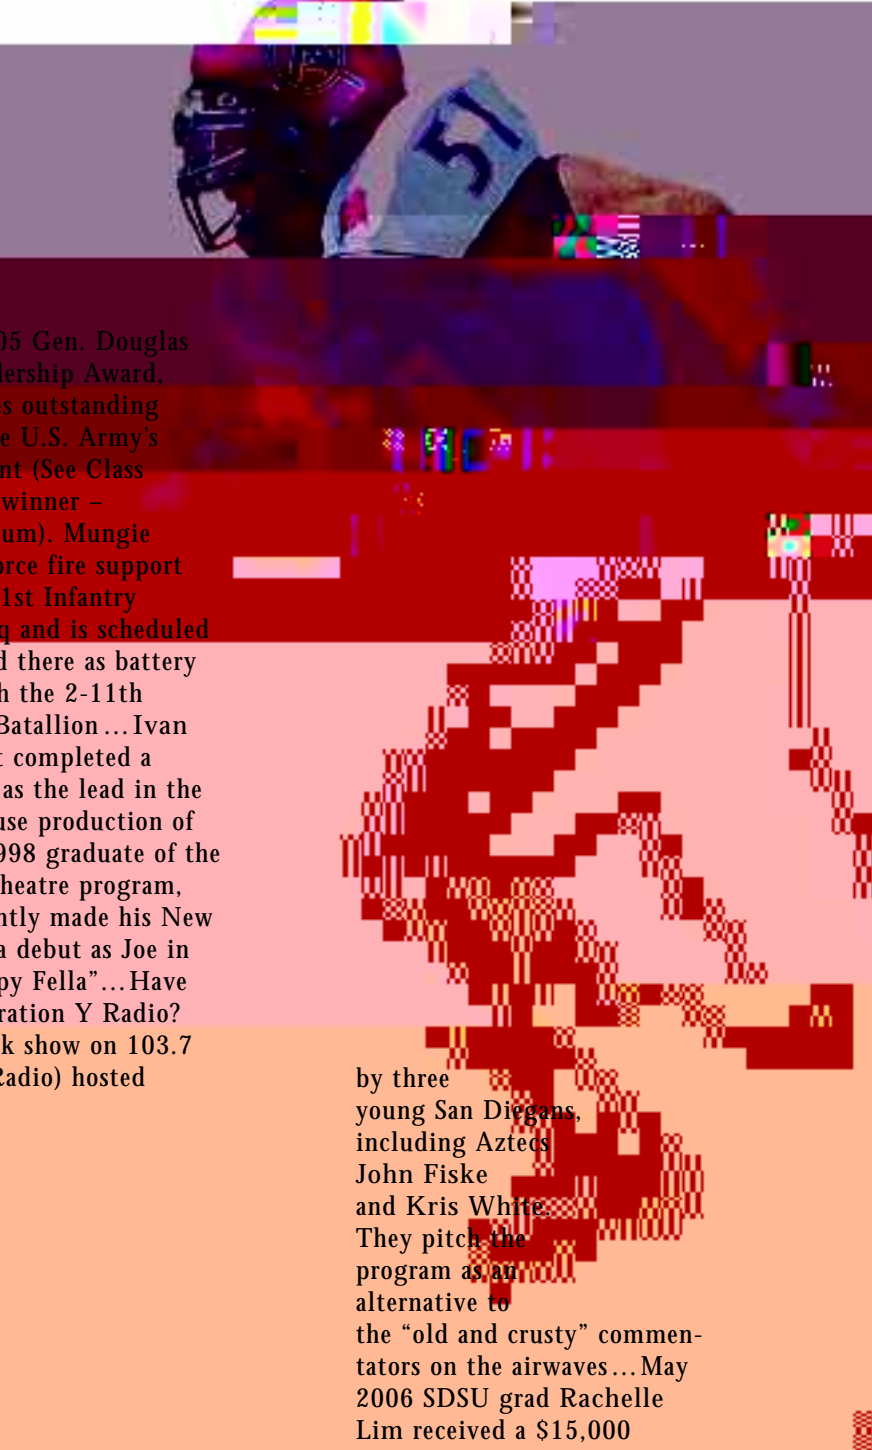 51
05 Gen. Douglas
dership Award,
es outstanding
e U.S. Army's
nt (See Class
winner –
um). Mungie
orce fire support
1st Infantry
q and is scheduled
d there as battery
h the 2-11th
Batallion…Ivan
t completed a
as the lead in the
use production of
998 graduate of the
heatre program,
ntly made his New
a debut as Joe in
py Fella”…Have
ration Y Radio?
k show on 103.7
Radio) hosted
by three
young San Diegans,
including Aztecs
John Fiske
and Kris White.
They pitch the
program as an
alternative to
the “old and crusty” commen-
tators on the airwaves…May
2006 SDSU grad Rachelle
Lim received a $15,000